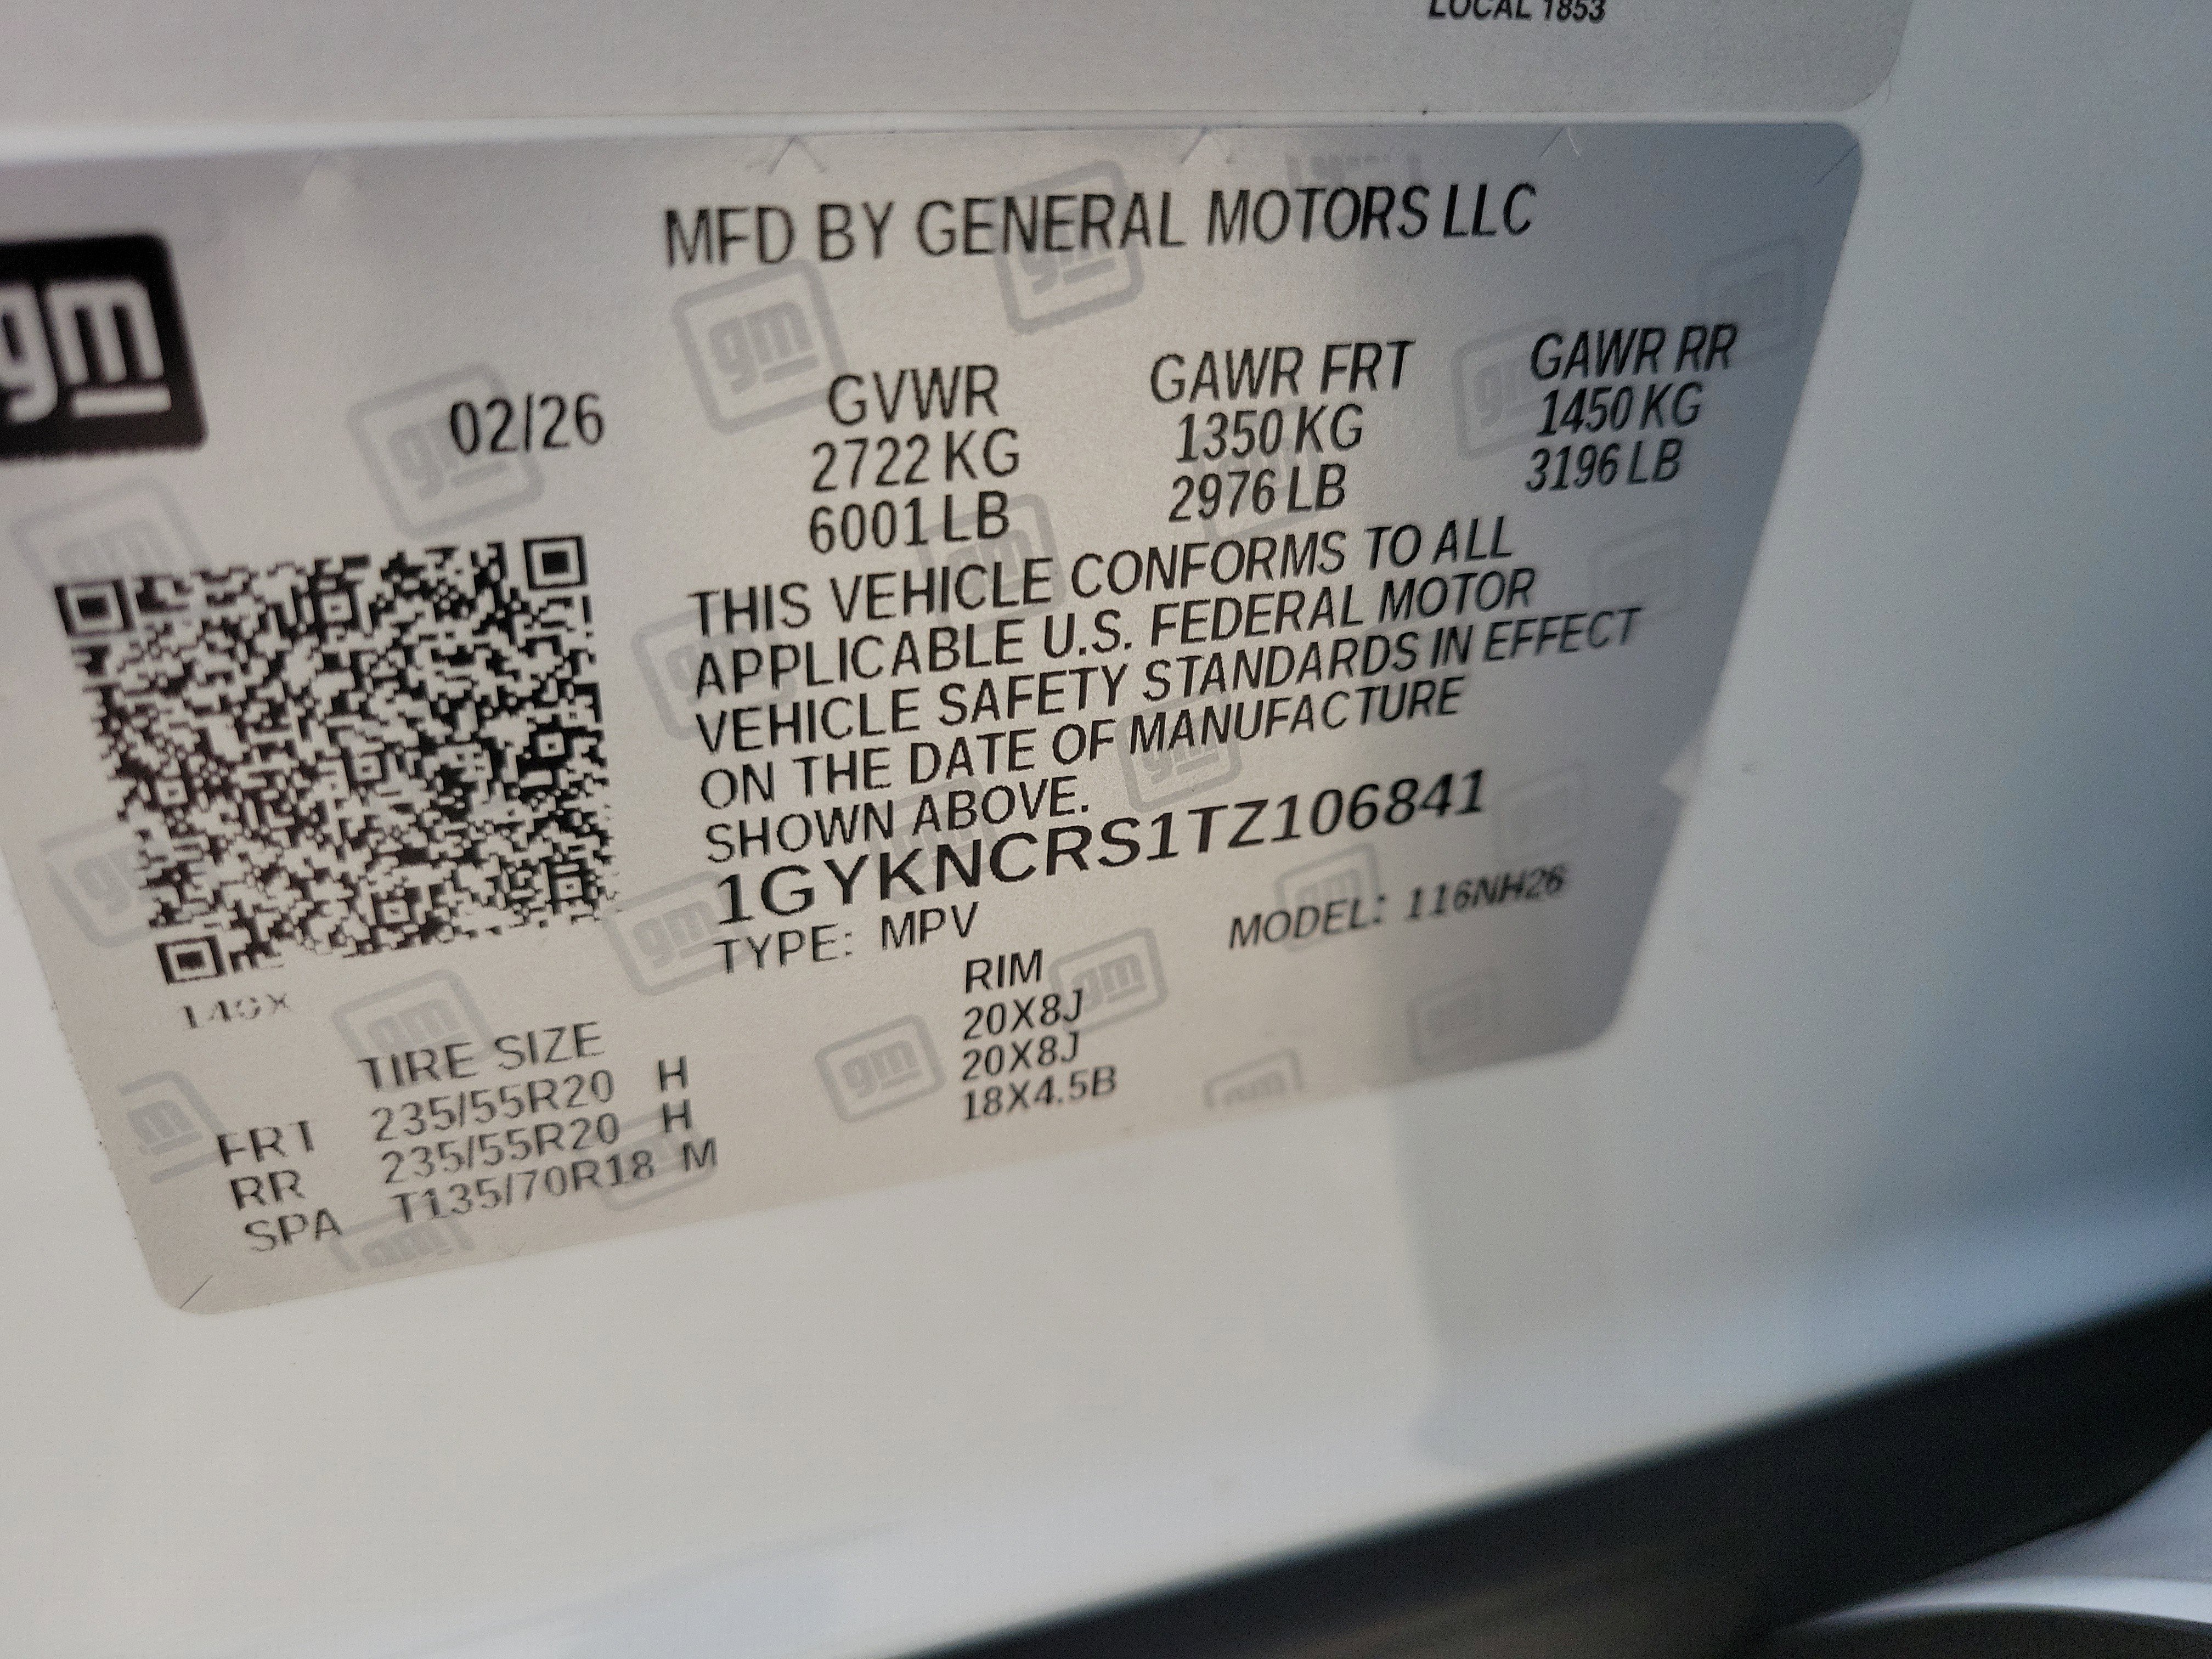 LOCAL 1853
MFD BY GENERAL MOTORS LLC
gm
02/26 GVWR GAWR FRT GAWR RR
2722 KG 1350 KG 1450 KG
6001 LB 2976 LB 3196 LB
THIS VEHICLE CONFORMS TO ALL
APPLICABLE U.S. FEDERAL MOTOR
VEHICLE SAFETY STANDARDS IN EFFECT
ON THE DATE OF MANUFACTURE
SHOWN ABOVE.
1GYKNCRS1TZ106841
TYPE: MPV MODEL: 116NH26
TIRE SIZE RIM
FRT 235/55R20 H 20X8J
RR 235/55R20 H 20X8J
SPA T135/70R18 M 18X4.5B